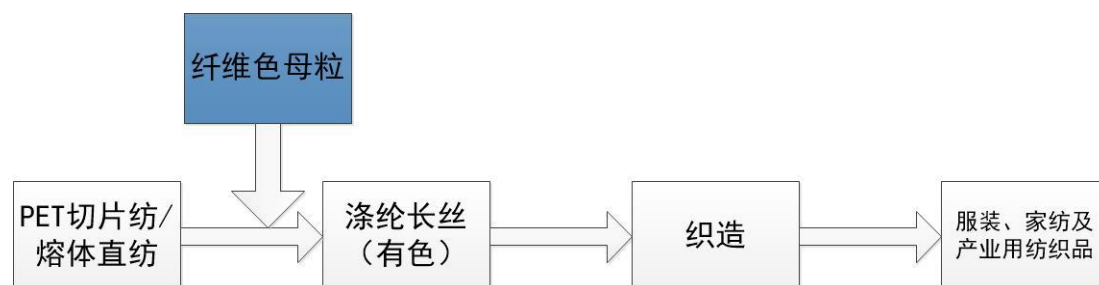 纤维色母粒
PET切片纺/
熔体直纺
涤纶长丝
（有色）
织造
服装、家纺及
产业用纺织品